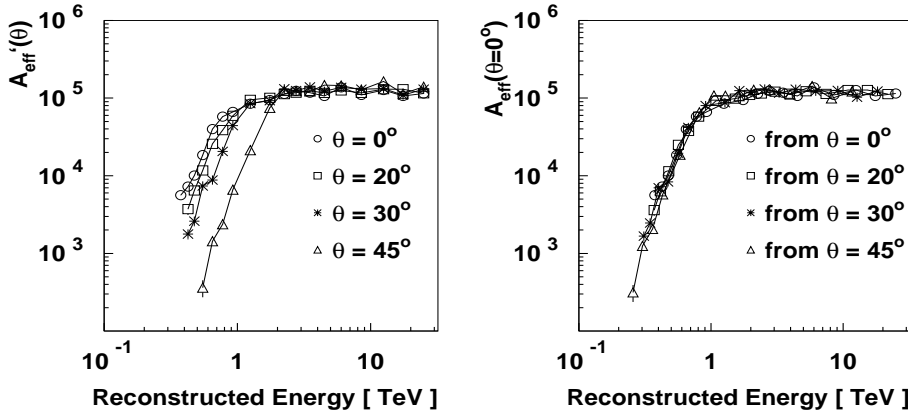 A_eff‘(θ)
10^6
10^5
10^4
10^3
10^-1
1
10
Reconstructed Energy [ TeV ]
θ = 0°
θ = 20°
θ = 30°
θ = 45°
A_eff(θ=0°)
10^6
10^5
10^4
10^3
10^-1
1
10
Reconstructed Energy [ TeV ]
from θ = 0°
from θ = 20°
from θ = 30°
from θ = 45°